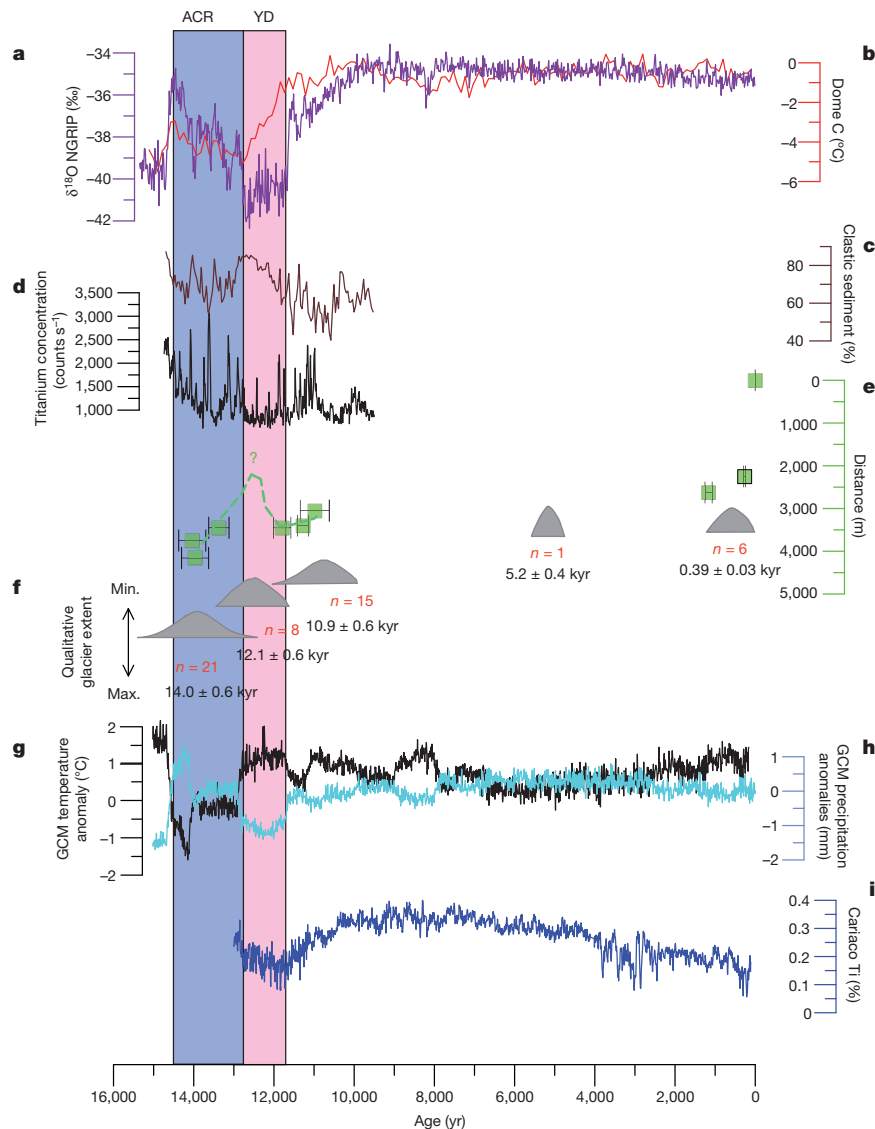 ACR YD
a
−34
−36
−38
−40
−42
δ18O NGRIP (‰)
b
0
−2
−4
−6
Dome C (°C)
c
80
60
40
Clastic sediment (%)
d
3,500
3,000
2,500
2,000
1,500
1,000
Titanium concentration
(counts s−1)
e
0
1,000
2,000
3,000
4,000
5,000
Distance (m)
?
n = 1
5.2 ± 0.4 kyr
n = 6
0.39 ± 0.03 kyr
f
Min.
Max.
Qualitative
glacier extent
n = 15
10.9 ± 0.6 kyr
n = 8
12.1 ± 0.6 kyr
n = 21
14.0 ± 0.6 kyr
g
2
1
0
−1
−2
GCM temperature
anomaly (°C)
h
1
0
−1
−2
GCM precipitation
anomalies (mm)
i
0.4
0.3
0.2
0.1
0
Cariaco Ti (%)
16,000 14,000 12,000 10,000 8,000 6,000 4,000 2,000 0
Age (yr)